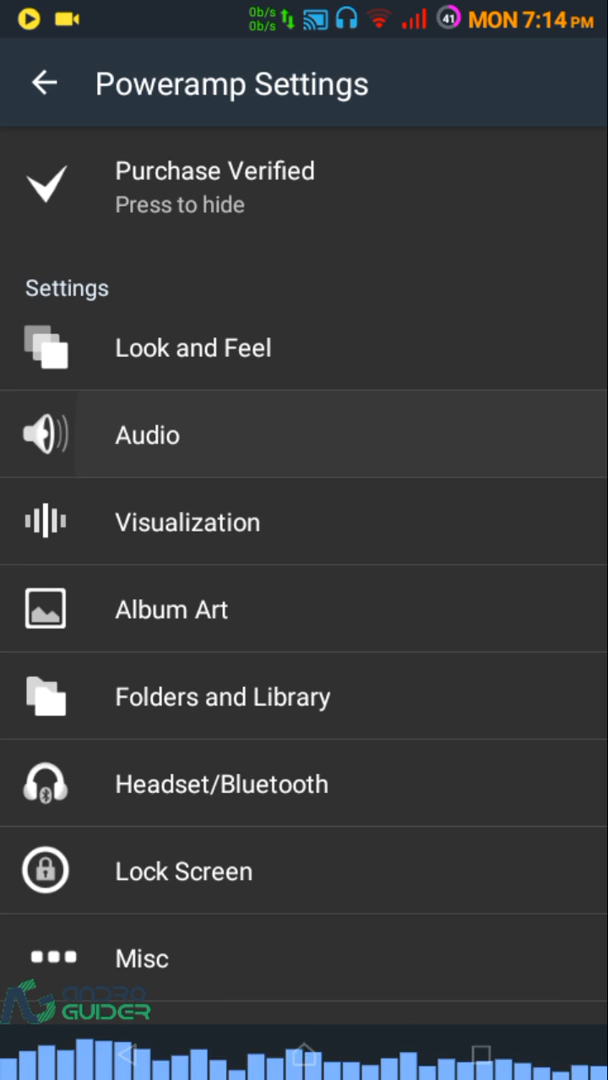 0b/s
0b/s
41
MON 7:14 PM
Poweramp Settings
Purchase Verified
Press to hide
Settings
Look and Feel
Audio
Visualization
Album Art
Folders and Library
Headset/Bluetooth
Lock Screen
Misc
ANDRO
GUIDER